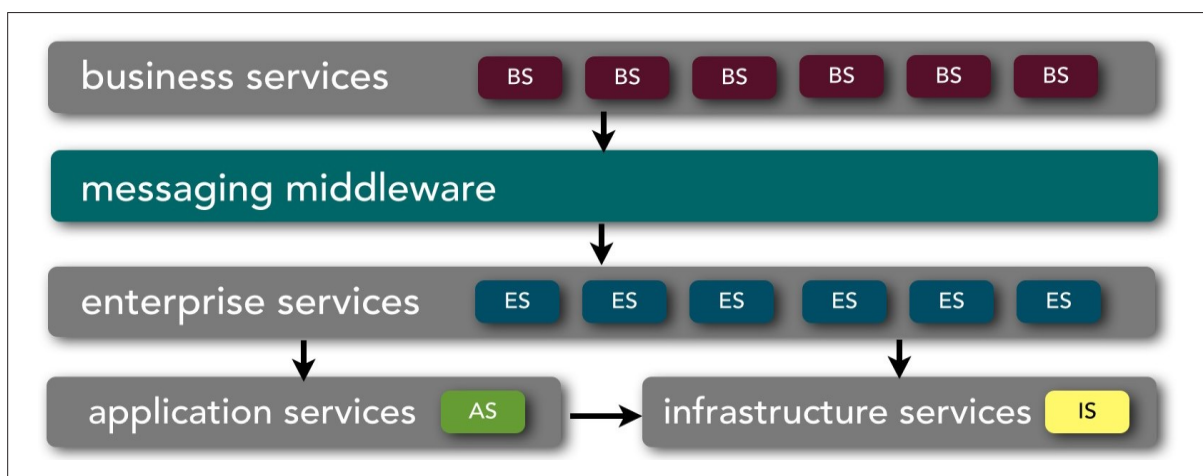 business services BS BS BS BS BS BS
messaging middleware
enterprise services ES ES ES ES ES ES
application services AS infrastructure services IS